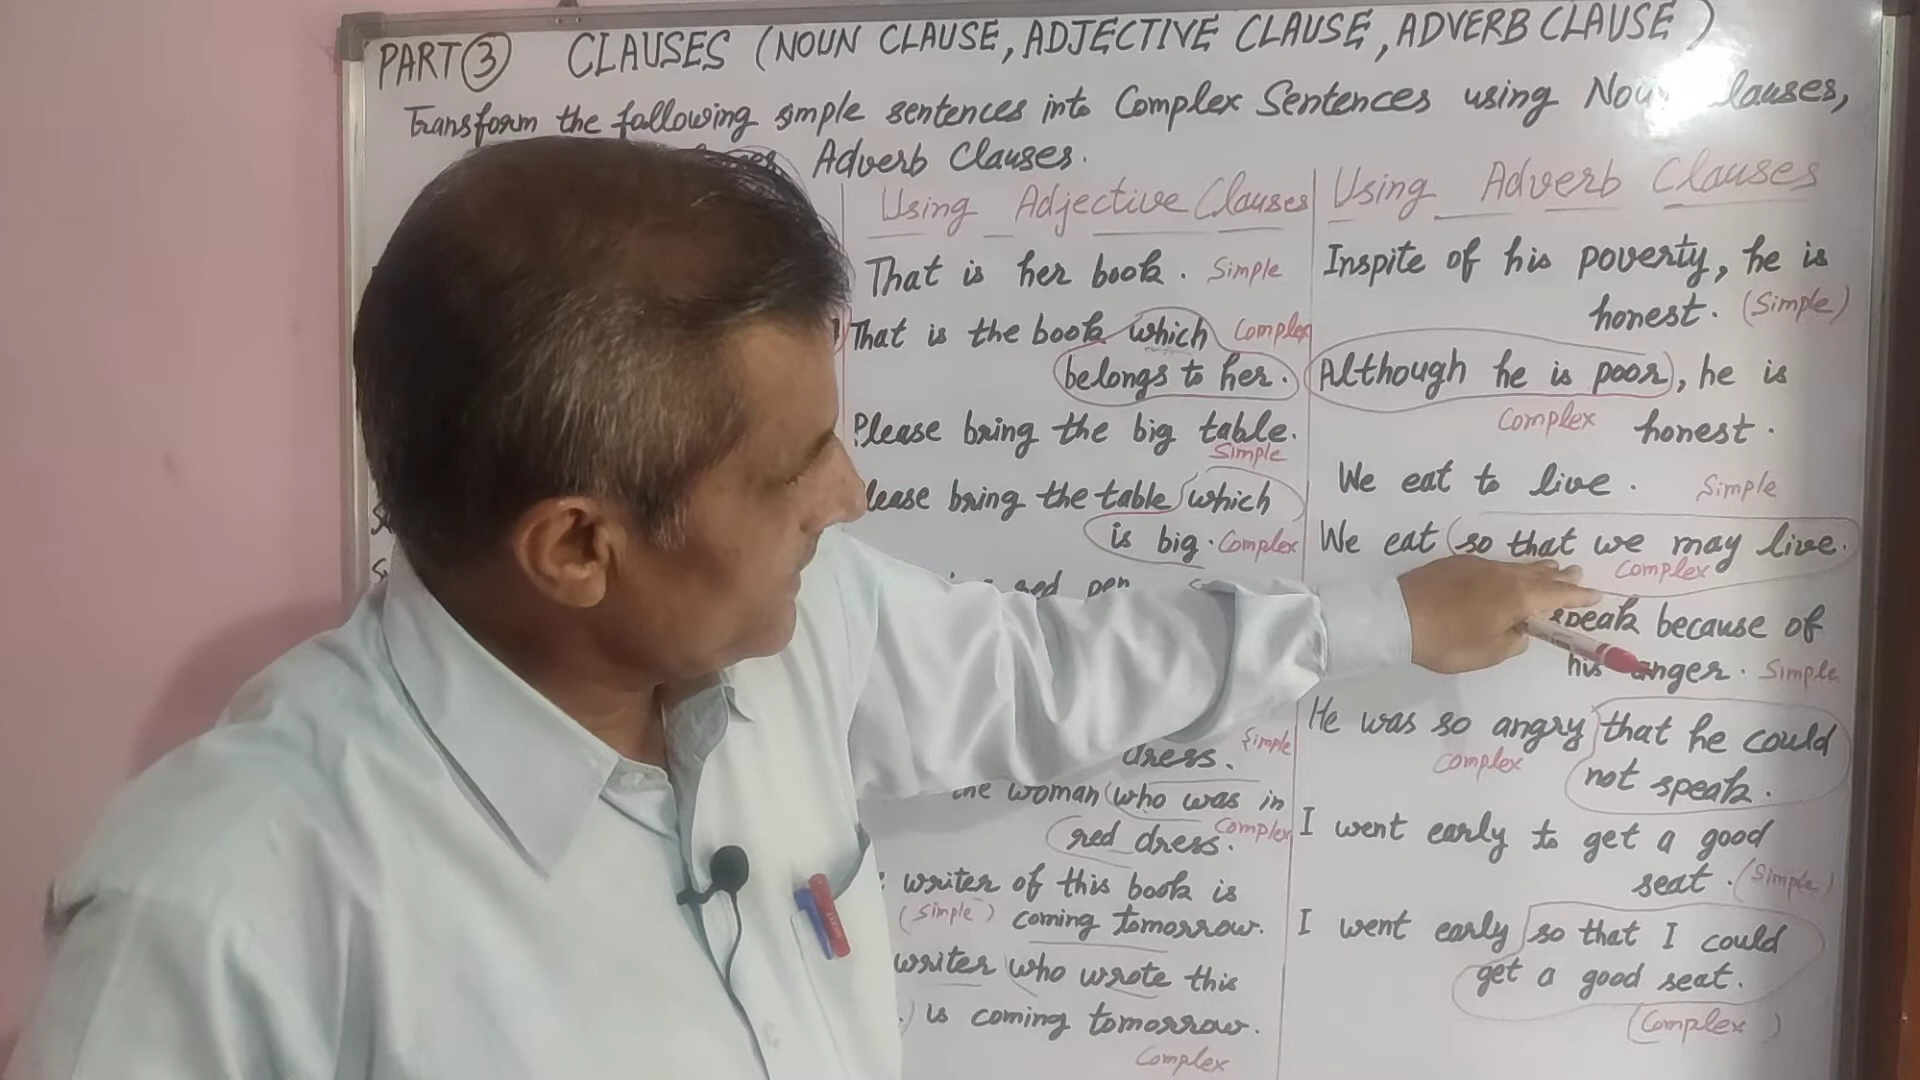 PART 3 CLAUSES (NOUN CLAUSE, ADJECTIVE CLAUSE, ADVERB CLAUSE)
Transform the following simple sentences into Complex Sentences using
Adverb Clauses.
Using Adjective Clauses
That is her book. Simple
That is the book which Complex
belongs to her.
Please bring the big table.
Simple
bring the table which
is big. Complex
pen
Simple
dress.
woman who was in
red dress. Complex
writer of this book is
(Simple) coming tomorrow.
writer who wrote this
is coming tomorrow.
Complex
Using Adverb Clauses
Inspite of his poverty, he is
honest. (Simple)
Although he is poor, he is
Complex honest.
We eat to live. Simple
We eat so that we may live.
Complex
speak because of
his anger. Simple
He was so angry that he could
Complex not speak.
I went early to get a good
seat. (Simple)
I went early so that I could
get a good seat.
(Complex)